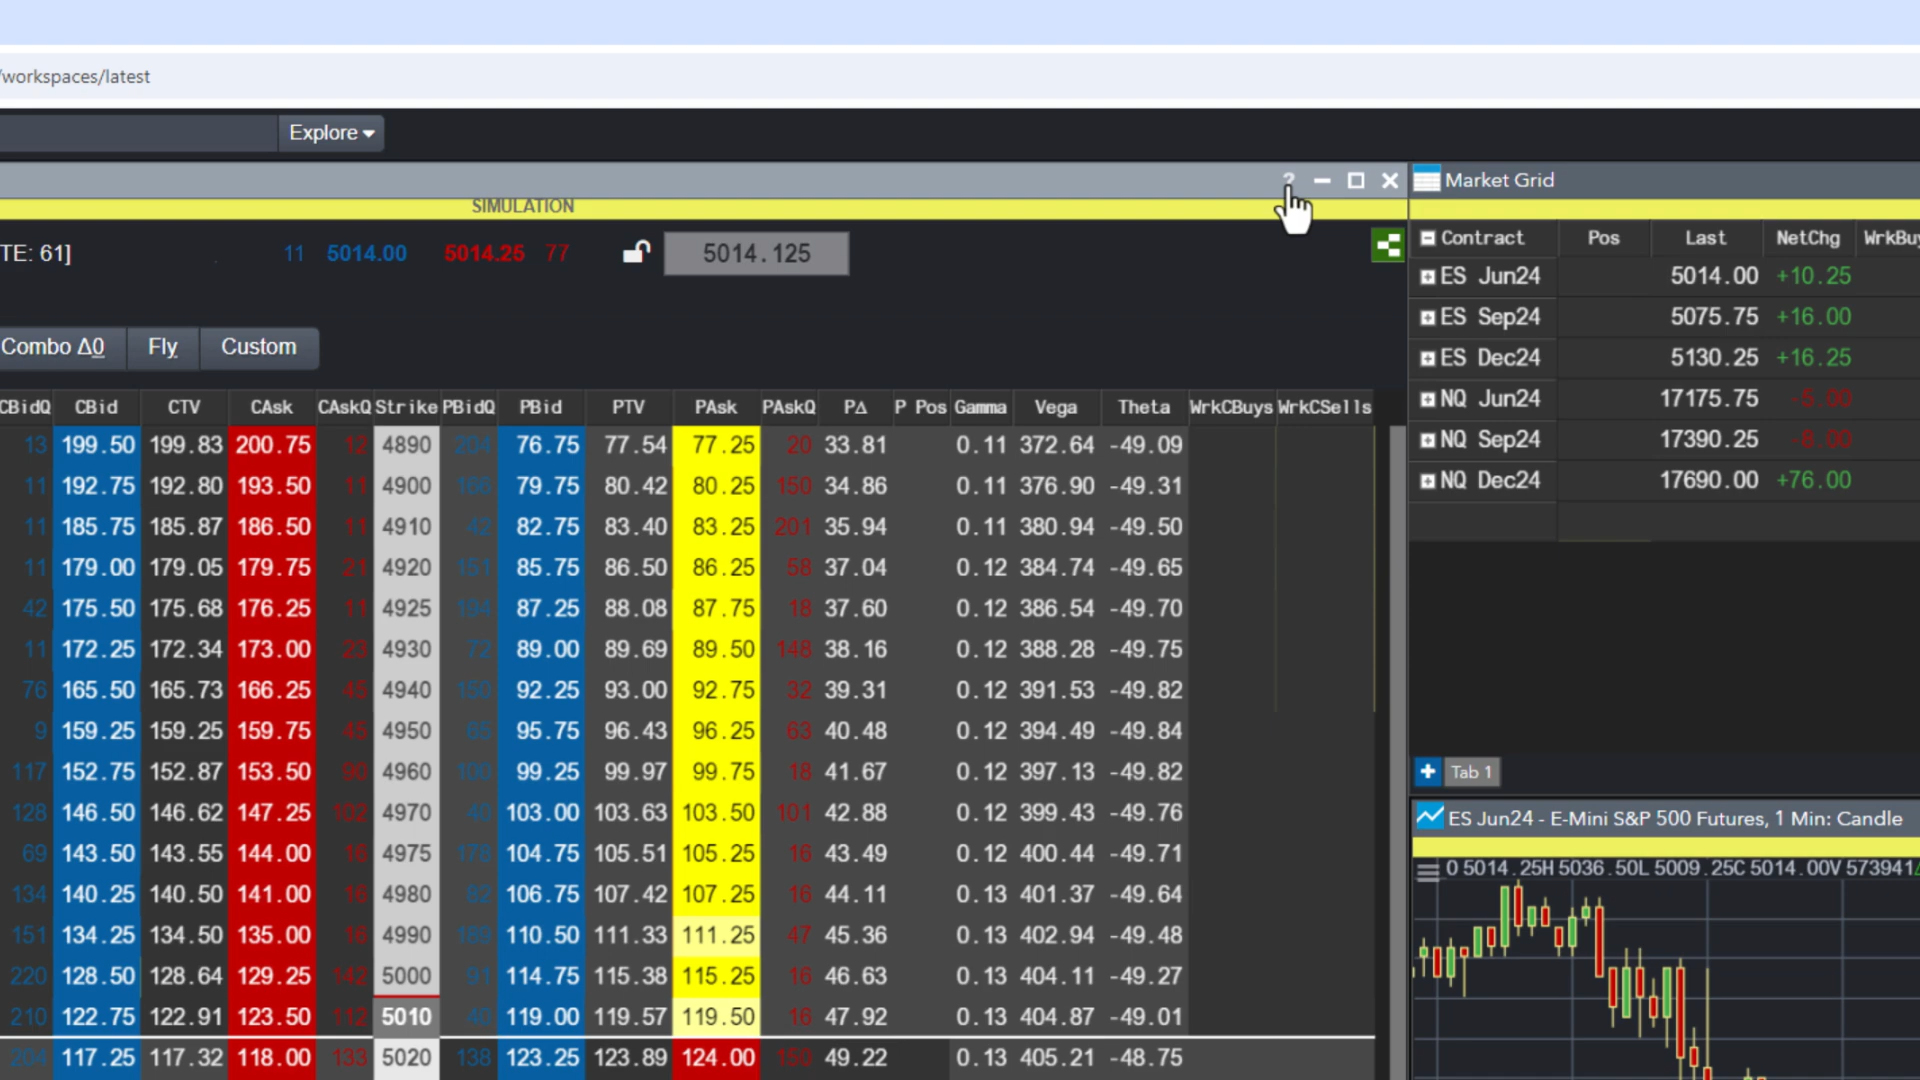 /workspaces/latest
Explore
?
Market Grid
SIMULATION
TE: 61] 11 5014.00 5014.25 77 5014.125
Contract Pos Last NetChg WrkBuy
ES Jun24 5014.00 +10.25
ES Sep24 5075.75 +16.00
ES Dec24 5130.25 +16.25
NQ Jun24 17175.75 -5.00
NQ Sep24 17390.25 -8.00
NQ Dec24 17690.00 +76.00
Combo Δ0 Fly Custom
CBidQ CBid CTV CAsk CAskQ Strike PBidQ PBid PTV PAsk PAskQ PΔ P Pos Gamma Vega Theta WrkCBuys WrkCSells
13 199.50 199.83 200.75 12 4890 204 76.75 77.54 77.25 20 33.81 0.11 372.64 -49.09
11 192.75 192.80 193.50 11 4900 166 79.75 80.42 80.25 150 34.86 0.11 376.90 -49.31
11 185.75 185.87 186.50 11 4910 42 82.75 83.40 83.25 201 35.94 0.11 380.94 -49.50
11 179.00 179.05 179.75 21 4920 151 85.75 86.50 86.25 58 37.04 0.12 384.74 -49.65
42 175.50 175.68 176.25 11 4925 194 87.25 88.08 87.75 18 37.60 0.12 386.54 -49.70
11 172.25 172.34 173.00 23 4930 72 89.00 89.69 89.50 148 38.16 0.12 388.28 -49.75
76 165.50 165.73 166.25 45 4940 150 92.25 93.00 92.75 32 39.31 0.12 391.53 -49.82
9 159.25 159.25 159.75 45 4950 65 95.75 96.43 96.25 63 40.48 0.12 394.49 -49.84
117 152.75 152.87 153.50 90 4960 100 99.25 99.97 99.75 18 41.67 0.12 397.13 -49.82
128 146.50 146.62 147.25 102 4970 40 103.00 103.63 103.50 101 42.88 0.12 399.43 -49.76
69 143.50 143.55 144.00 16 4975 178 104.75 105.51 105.25 16 43.49 0.12 400.44 -49.71
134 140.25 140.50 141.00 16 4980 82 106.75 107.42 107.25 16 44.11 0.13 401.37 -49.64
151 134.25 134.50 135.00 16 4990 110.50 111.33 111.25 47 45.36 0.13 402.94 -49.48
220 128.50 128.64 129.25 142 5000 91 114.75 115.38 115.25 16 46.63 0.13 404.11 -49.27
210 122.75 122.91 123.50 112 5010 40 119.00 119.57 119.50 16 47.92 0.13 404.87 -49.01
204 117.25 117.32 118.00 133 5020 138 123.25 123.89 124.00 150 49.22 0.13 405.21 -48.75
Tab 1
ES Jun24 - E-Mini S&P 500 Futures, 1 Min: Candle
O 5014.25H 5036.50L 5009.25C 5014.00V 573941